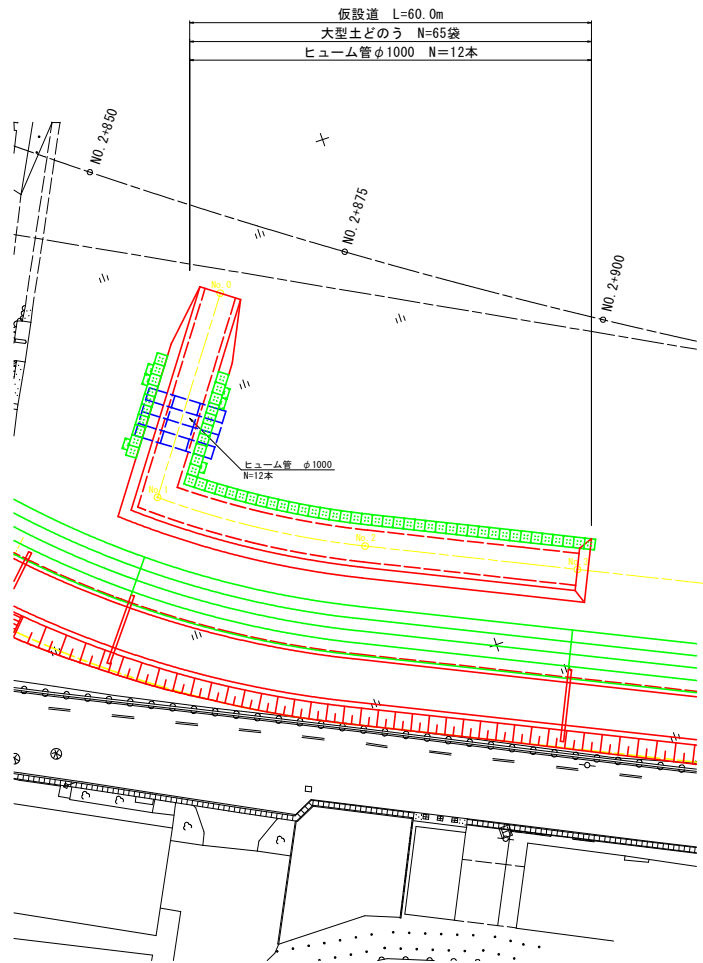 仮設道 L=60.0m
大型土どのう N=65袋
ヒューム管φ1000 N=12本
NO.2+850
NO.2+875
NO.2+900
No.0
ヒューム管 φ1000
N=12本
No.1
No.2